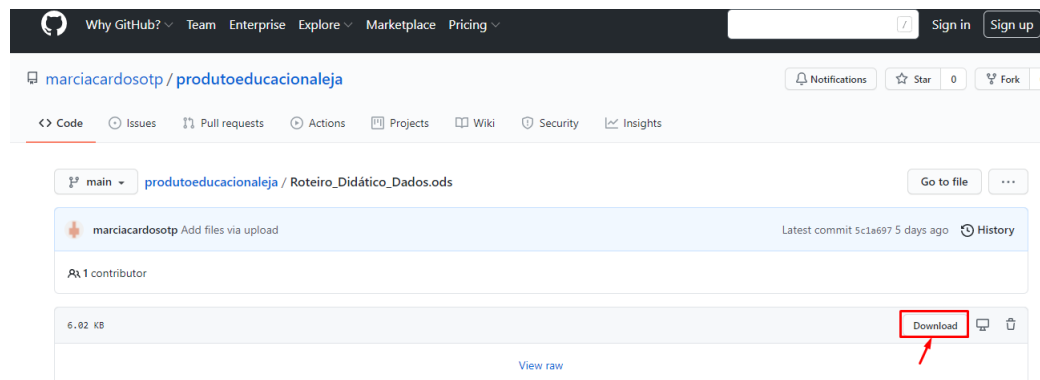 Why GitHub? Team Enterprise Explore Marketplace Pricing / Sign in Sign up
marciacardosotp / produtoeducacionaleja Notifications Star 0 Fork
<> Code Issues Pull requests Actions Projects Wiki Security Insights
main produtoeducacionaleja / Roteiro_Didático_Dados.ods Go to file ...
marciacardosotp Add files via upload Latest commit 5c1a697 5 days ago History
1 contributor
6.02 KB Download
View raw